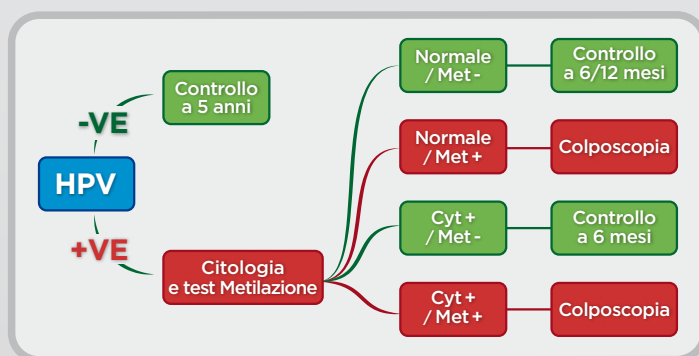 Controllo
a 5 anni
-VE
HPV
+VE
Citologia
e test Metilazione
Normale
/ Met -
Controllo
a 6/12 mesi
Normale
/ Met +
Colposcopia
Cyt +
/ Met -
Controllo
a 6 mesi
Cyt +
/ Met +
Colposcopia